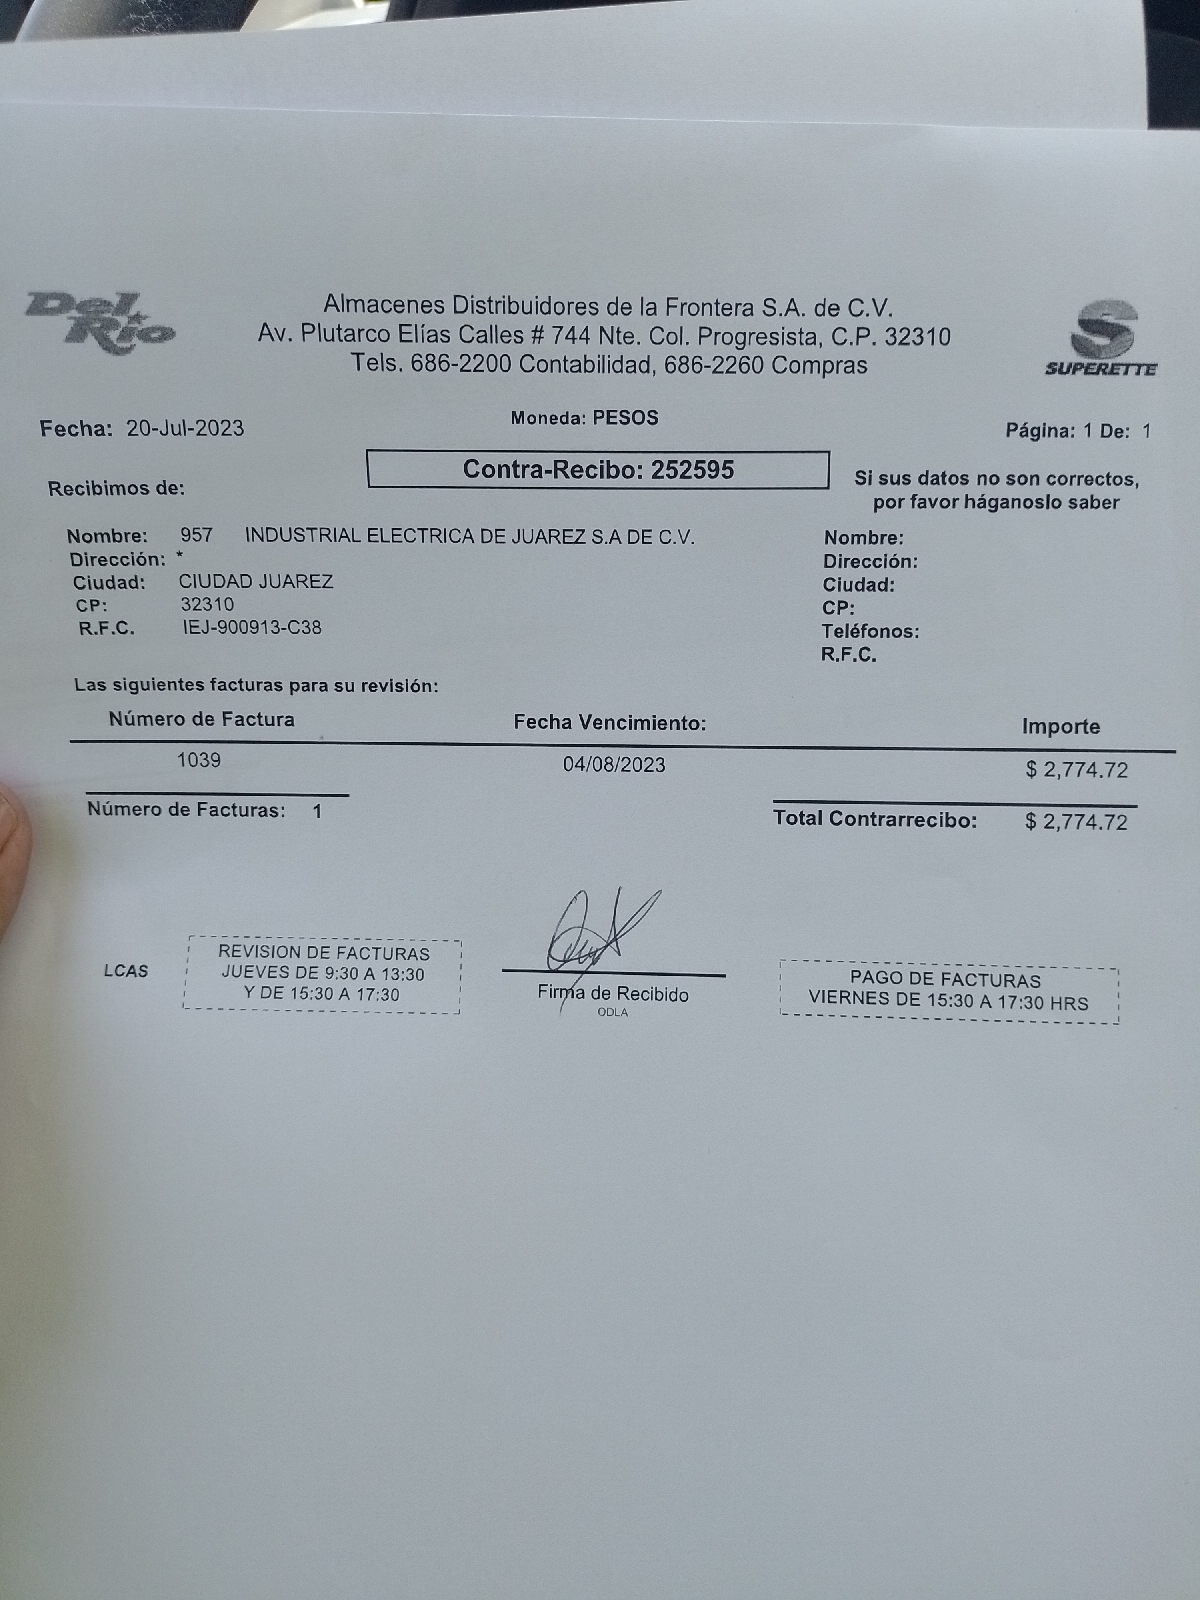 Del Rio
Almacenes Distribuidores de la Frontera S.A. de C.V.
Av. Plutarco Elías Calles # 744 Nte. Col. Progresista, C.P. 32310
Tels. 686-2200 Contabilidad, 686-2260 Compras
S
SUPERETTE
Fecha: 20-Jul-2023
Moneda: PESOS
Página: 1 De: 1
Contra-Recibo: 252595
Recibimos de:
Si sus datos no son correctos,
por favor háganoslo saber
Nombre: 957 INDUSTRIAL ELECTRICA DE JUAREZ S.A DE C.V.
Dirección: *
Ciudad: CIUDAD JUAREZ
CP: 32310
R.F.C. IEJ-900913-C38
Nombre:
Dirección:
Ciudad:
CP:
Teléfonos:
R.F.C.
Las siguientes facturas para su revisión:
Número de Factura Fecha Vencimiento: Importe
1039 04/08/2023 $ 2,774.72
Número de Facturas: 1
Total Contrarrecibo: $ 2,774.72
LCAS
REVISION DE FACTURAS
JUEVES DE 9:30 A 13:30
Y DE 15:30 A 17:30
Firma de Recibido
ODLA
PAGO DE FACTURAS
VIERNES DE 15:30 A 17:30 HRS